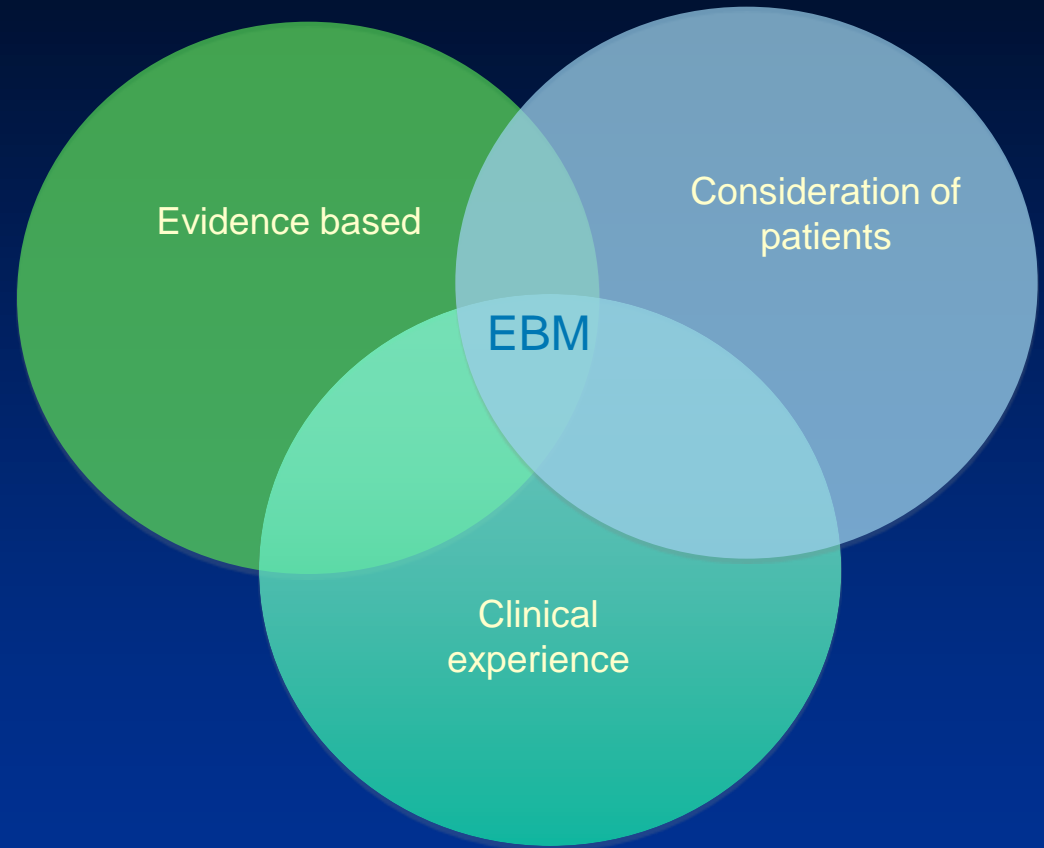 Evidence based
Consideration of
patients
EBM
Clinical
experience